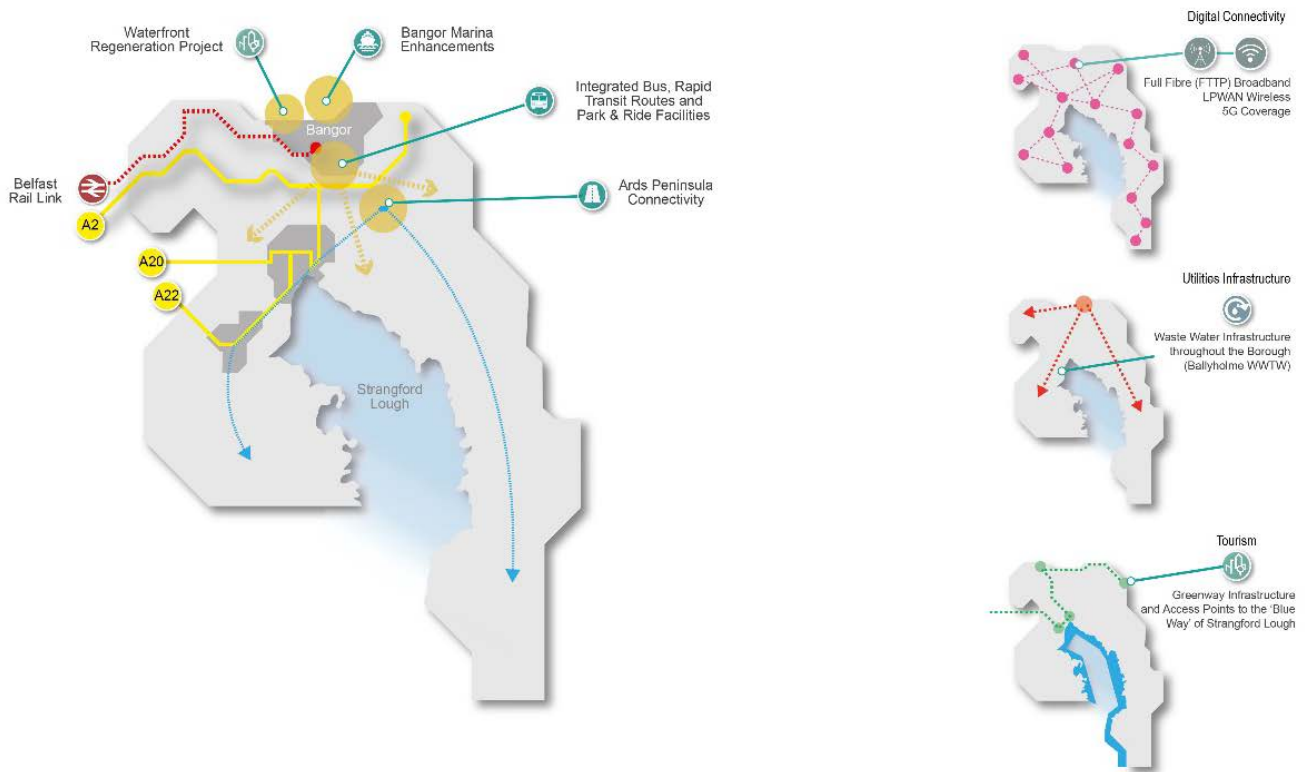 Waterfront
Regeneration Project
Bangor Marina
Enhancements
Integrated Bus, Rapid
Transit Routes and
Park & Ride Facilities
Bangor
Belfast
Rail Link
Ards Peninsula
Connectivity
A2
A20
A22
Strangford
Lough
Digital Connectivity
Full Fibre (FTTP) Broadband
LPWAN Wireless
5G Coverage
Utilities Infrastructure
Waste Water Infrastructure
throughout the Borough
(Ballyholme WWTW)
Tourism
Greenway Infrastructure
and Access Points to the ‘Blue
Way’ of Strangford Lough